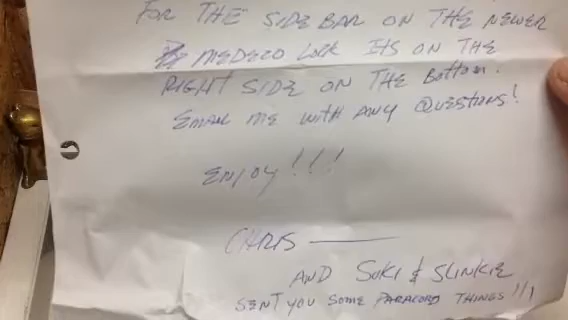 FOR THE SIDE BAR ON THE NEWER
MEDECO LOCK ITS ON THE
RIGHT SIDE ON THE BOTTOM.
EMAIL ME WITH ANY QUESTIONS!
ENJOY!!!
CHRIS —
AND SUKI & SLINKIE
SENT YOU SOME PARACORD THINGS!!!